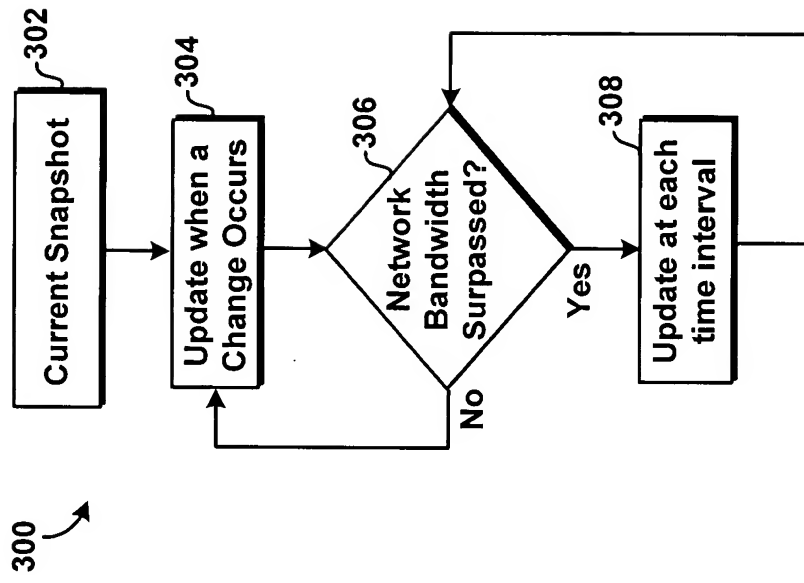 300
302
Current Snapshot
304
Update when a
Change Occurs
306
Network
Bandwidth
Surpassed?
No
Yes
308
Update at each
time interval